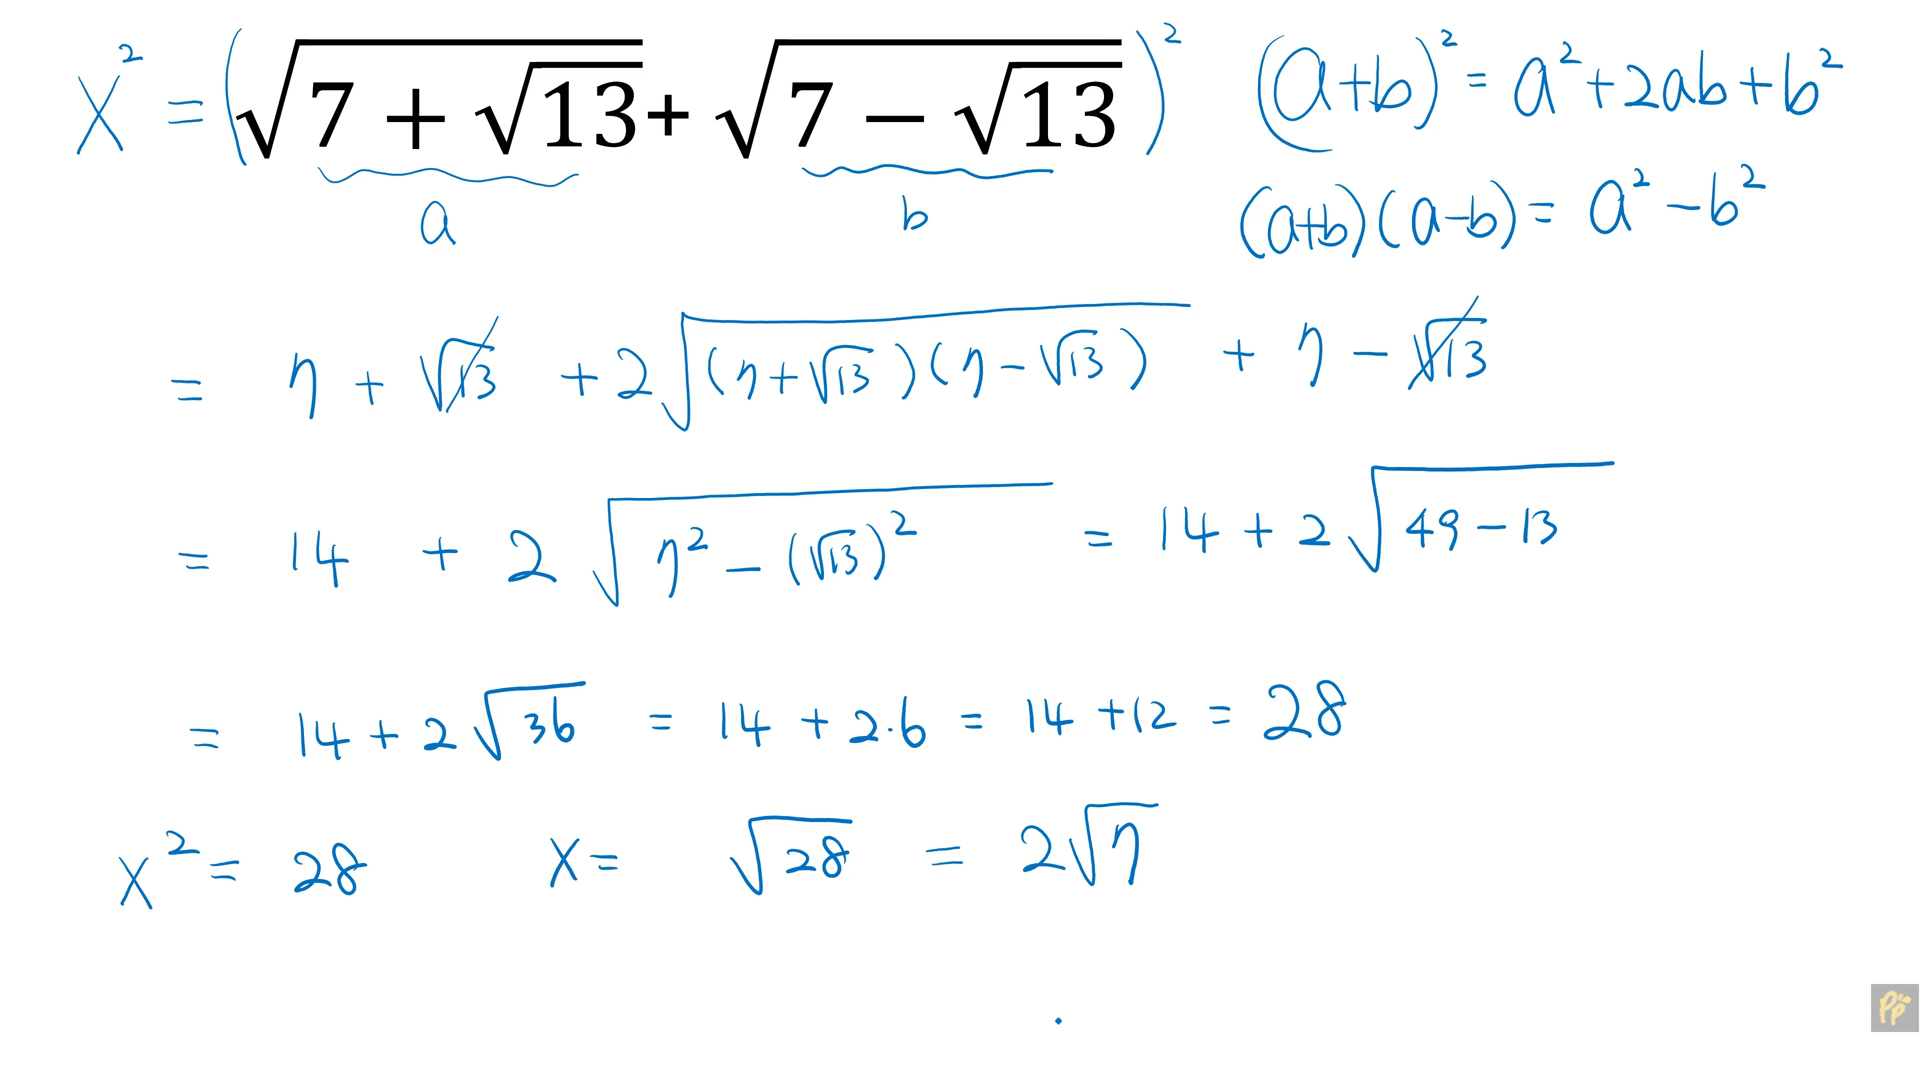 x² = (√(7 + √13) + √(7 − √13))² (a+b)² = a² + 2ab + b²
a b (a+b)(a−b) = a² − b²
= 7 + √13 + 2√((7+√13)(7−√13)) + 7 − √13
= 14 + 2√(7² − (√13)²) = 14 + 2√(49 − 13)
= 14 + 2√36 = 14 + 2·6 = 14 + 12 = 28
x² = 28 x = √28 = 2√7
PP